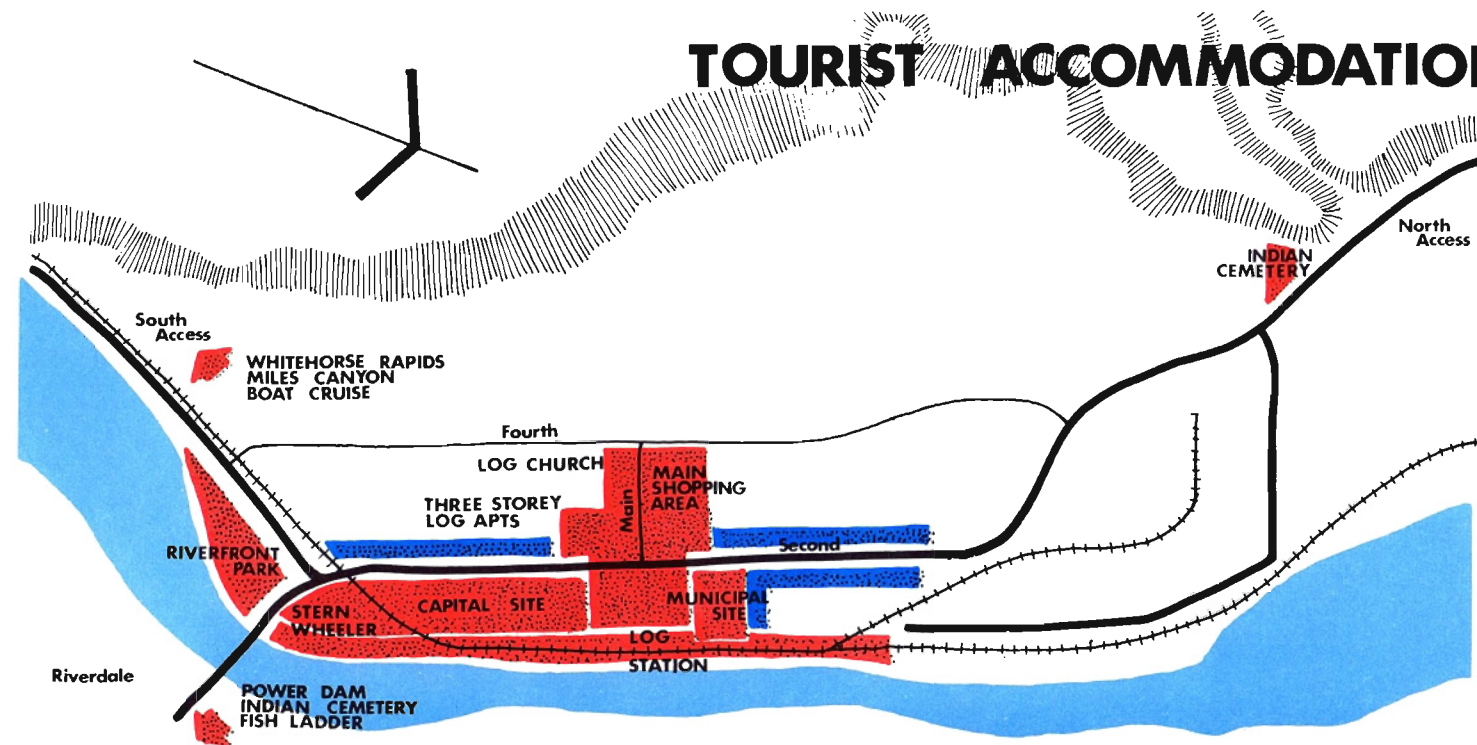 TOURIST ACCOMMODATION
North
Access
INDIAN
CEMETERY
South
Access
WHITEHORSE RAPIDS
MILES CANYON
BOAT CRUISE
Fourth
LOG CHURCH
MAIN
SHOPPING
AREA
Main
THREE STOREY
LOG APTS
Second
RIVERFRONT
PARK
STERN
WHEELER
CAPITAL SITE
MUNICIPAL
SITE
LOG
STATION
Riverdale
POWER DAM
INDIAN CEMETERY
FISH LADDER